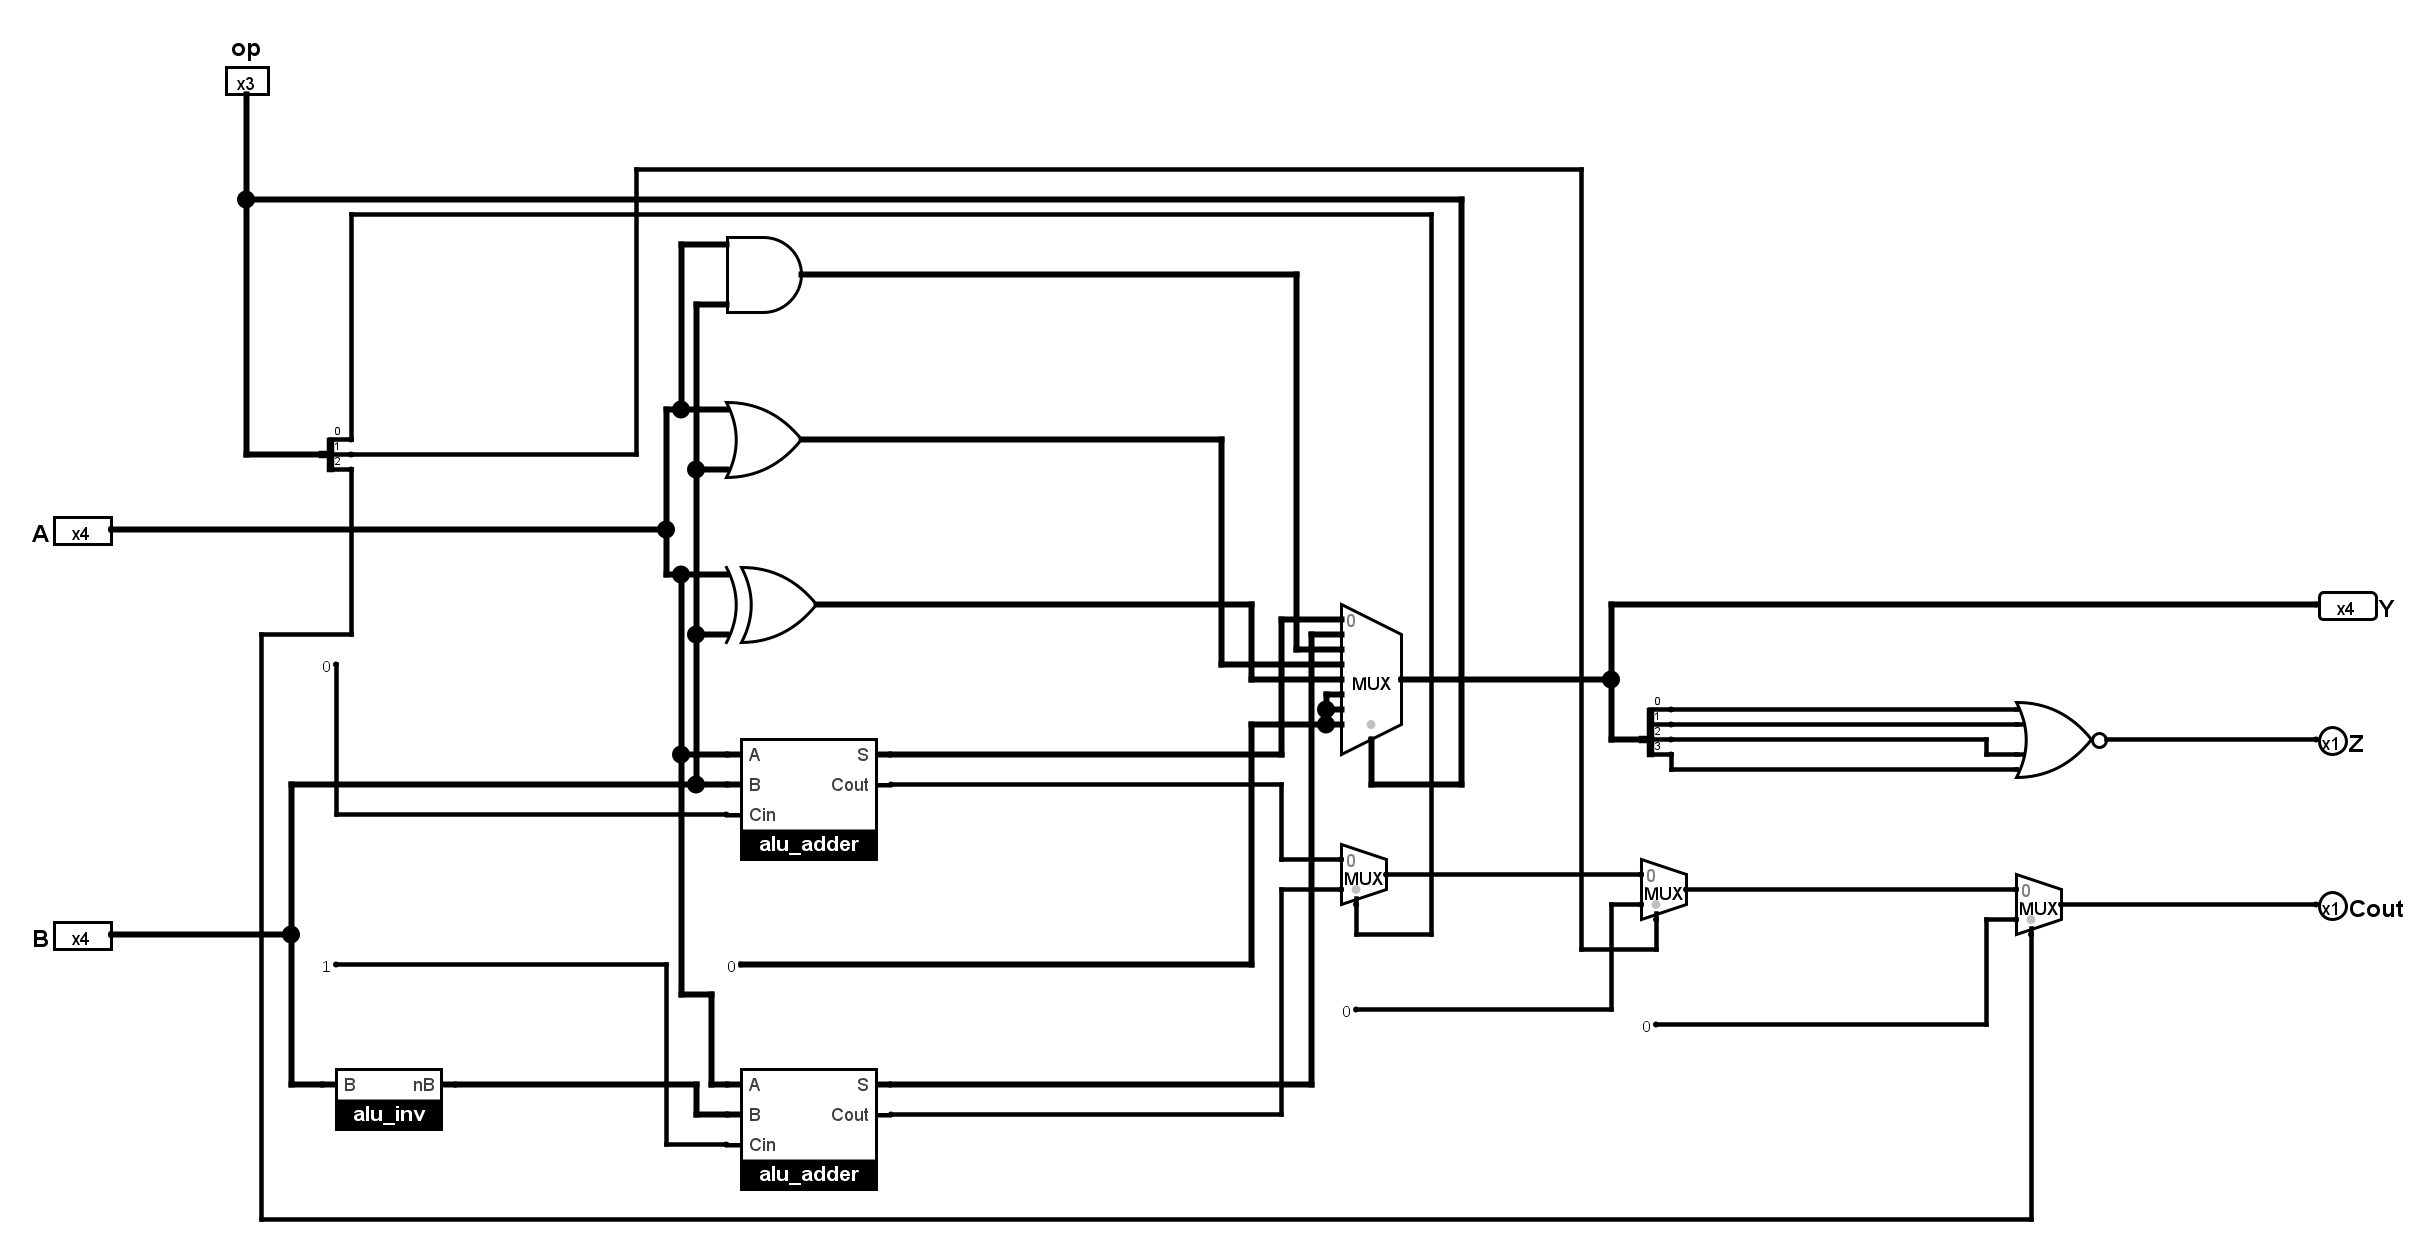 op
x3
0
1
2
A x4
0
0
MUX
x4 Y
0
1
2
3
x1 Z
A S
B Cout
Cin
alu_adder
0
MUX
0
MUX
0
MUX
x1 Cout
B x4
1
0
0
0
B nB
alu_inv
A S
B Cout
Cin
alu_adder